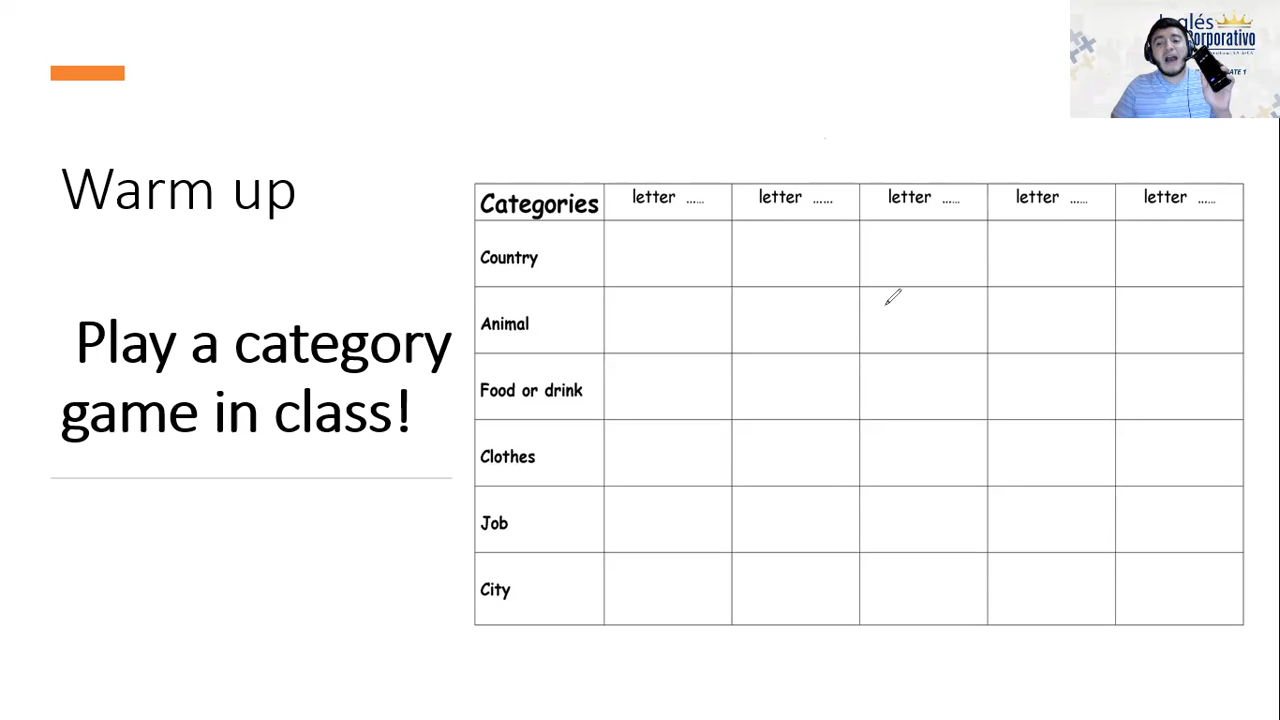 Warm up
Play a category
game in class!
Categories letter ...... letter ...... letter ...... letter ...... letter ......
Country
Animal
Food or drink
Clothes
Job
City
Inglés
Corporativo